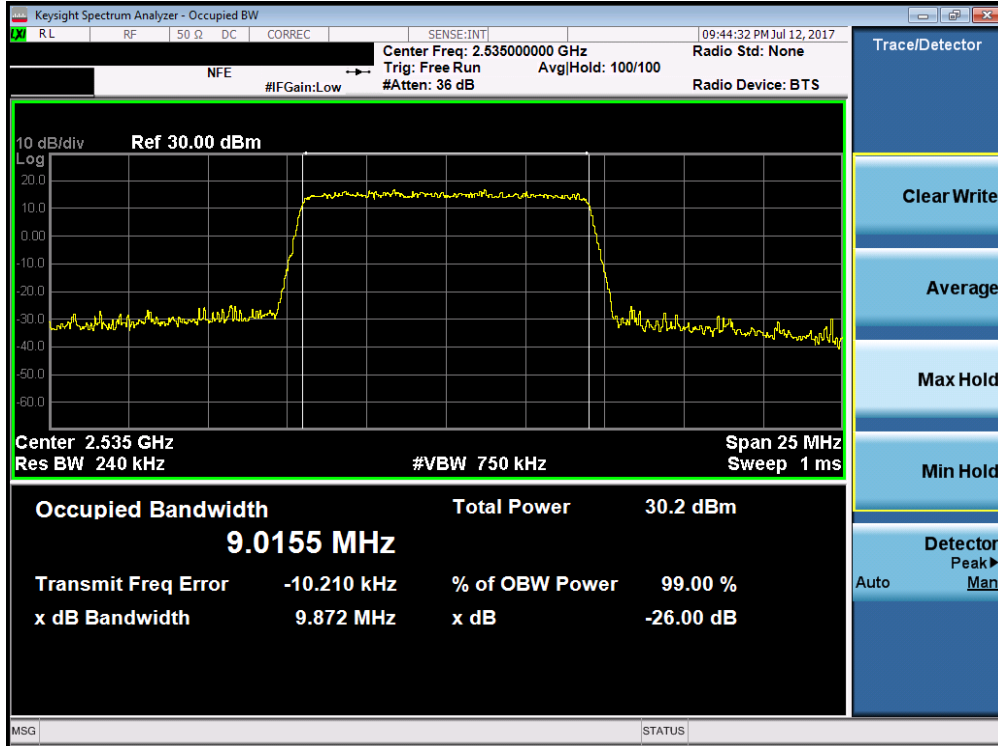 Keysight Spectrum Analyzer - Occupied BW
LXI RL RF 50 Ω DC CORREC SENSE:INT 09:44:32 PM Jul 12, 2017
Center Freq: 2.535000000 GHz Radio Std: None
NFE Trig: Free Run Avg|Hold: 100/100
#IFGain:Low #Atten: 36 dB Radio Device: BTS
Trace/Detector
10 dB/div Ref 30.00 dBm
Log
20.0
10.0
0.00
-10.0
-20.0
-30.0
-40.0
-50.0
-60.0
Center 2.535 GHz Span 25 MHz
Res BW 240 kHz #VBW 750 kHz Sweep 1 ms
Occupied Bandwidth Total Power 30.2 dBm
9.0155 MHz
Transmit Freq Error -10.210 kHz % of OBW Power 99.00 %
x dB Bandwidth 9.872 MHz x dB -26.00 dB
Clear Write
Average
Max Hold
Min Hold
Detector
Peak▶
Auto Man
MSG STATUS